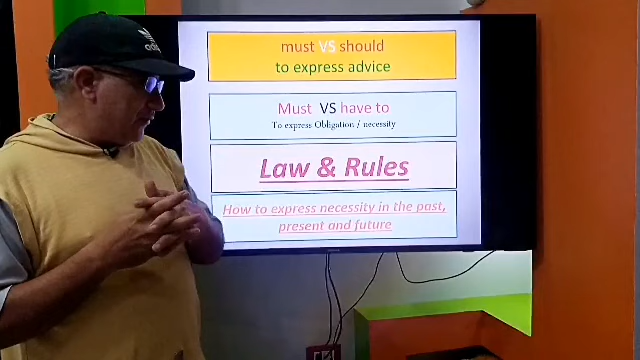 adidas
must VS should
to express advice
Must VS have to
To express Obligation / necessity
Law & Rules
How to express necessity in the past,
present and future